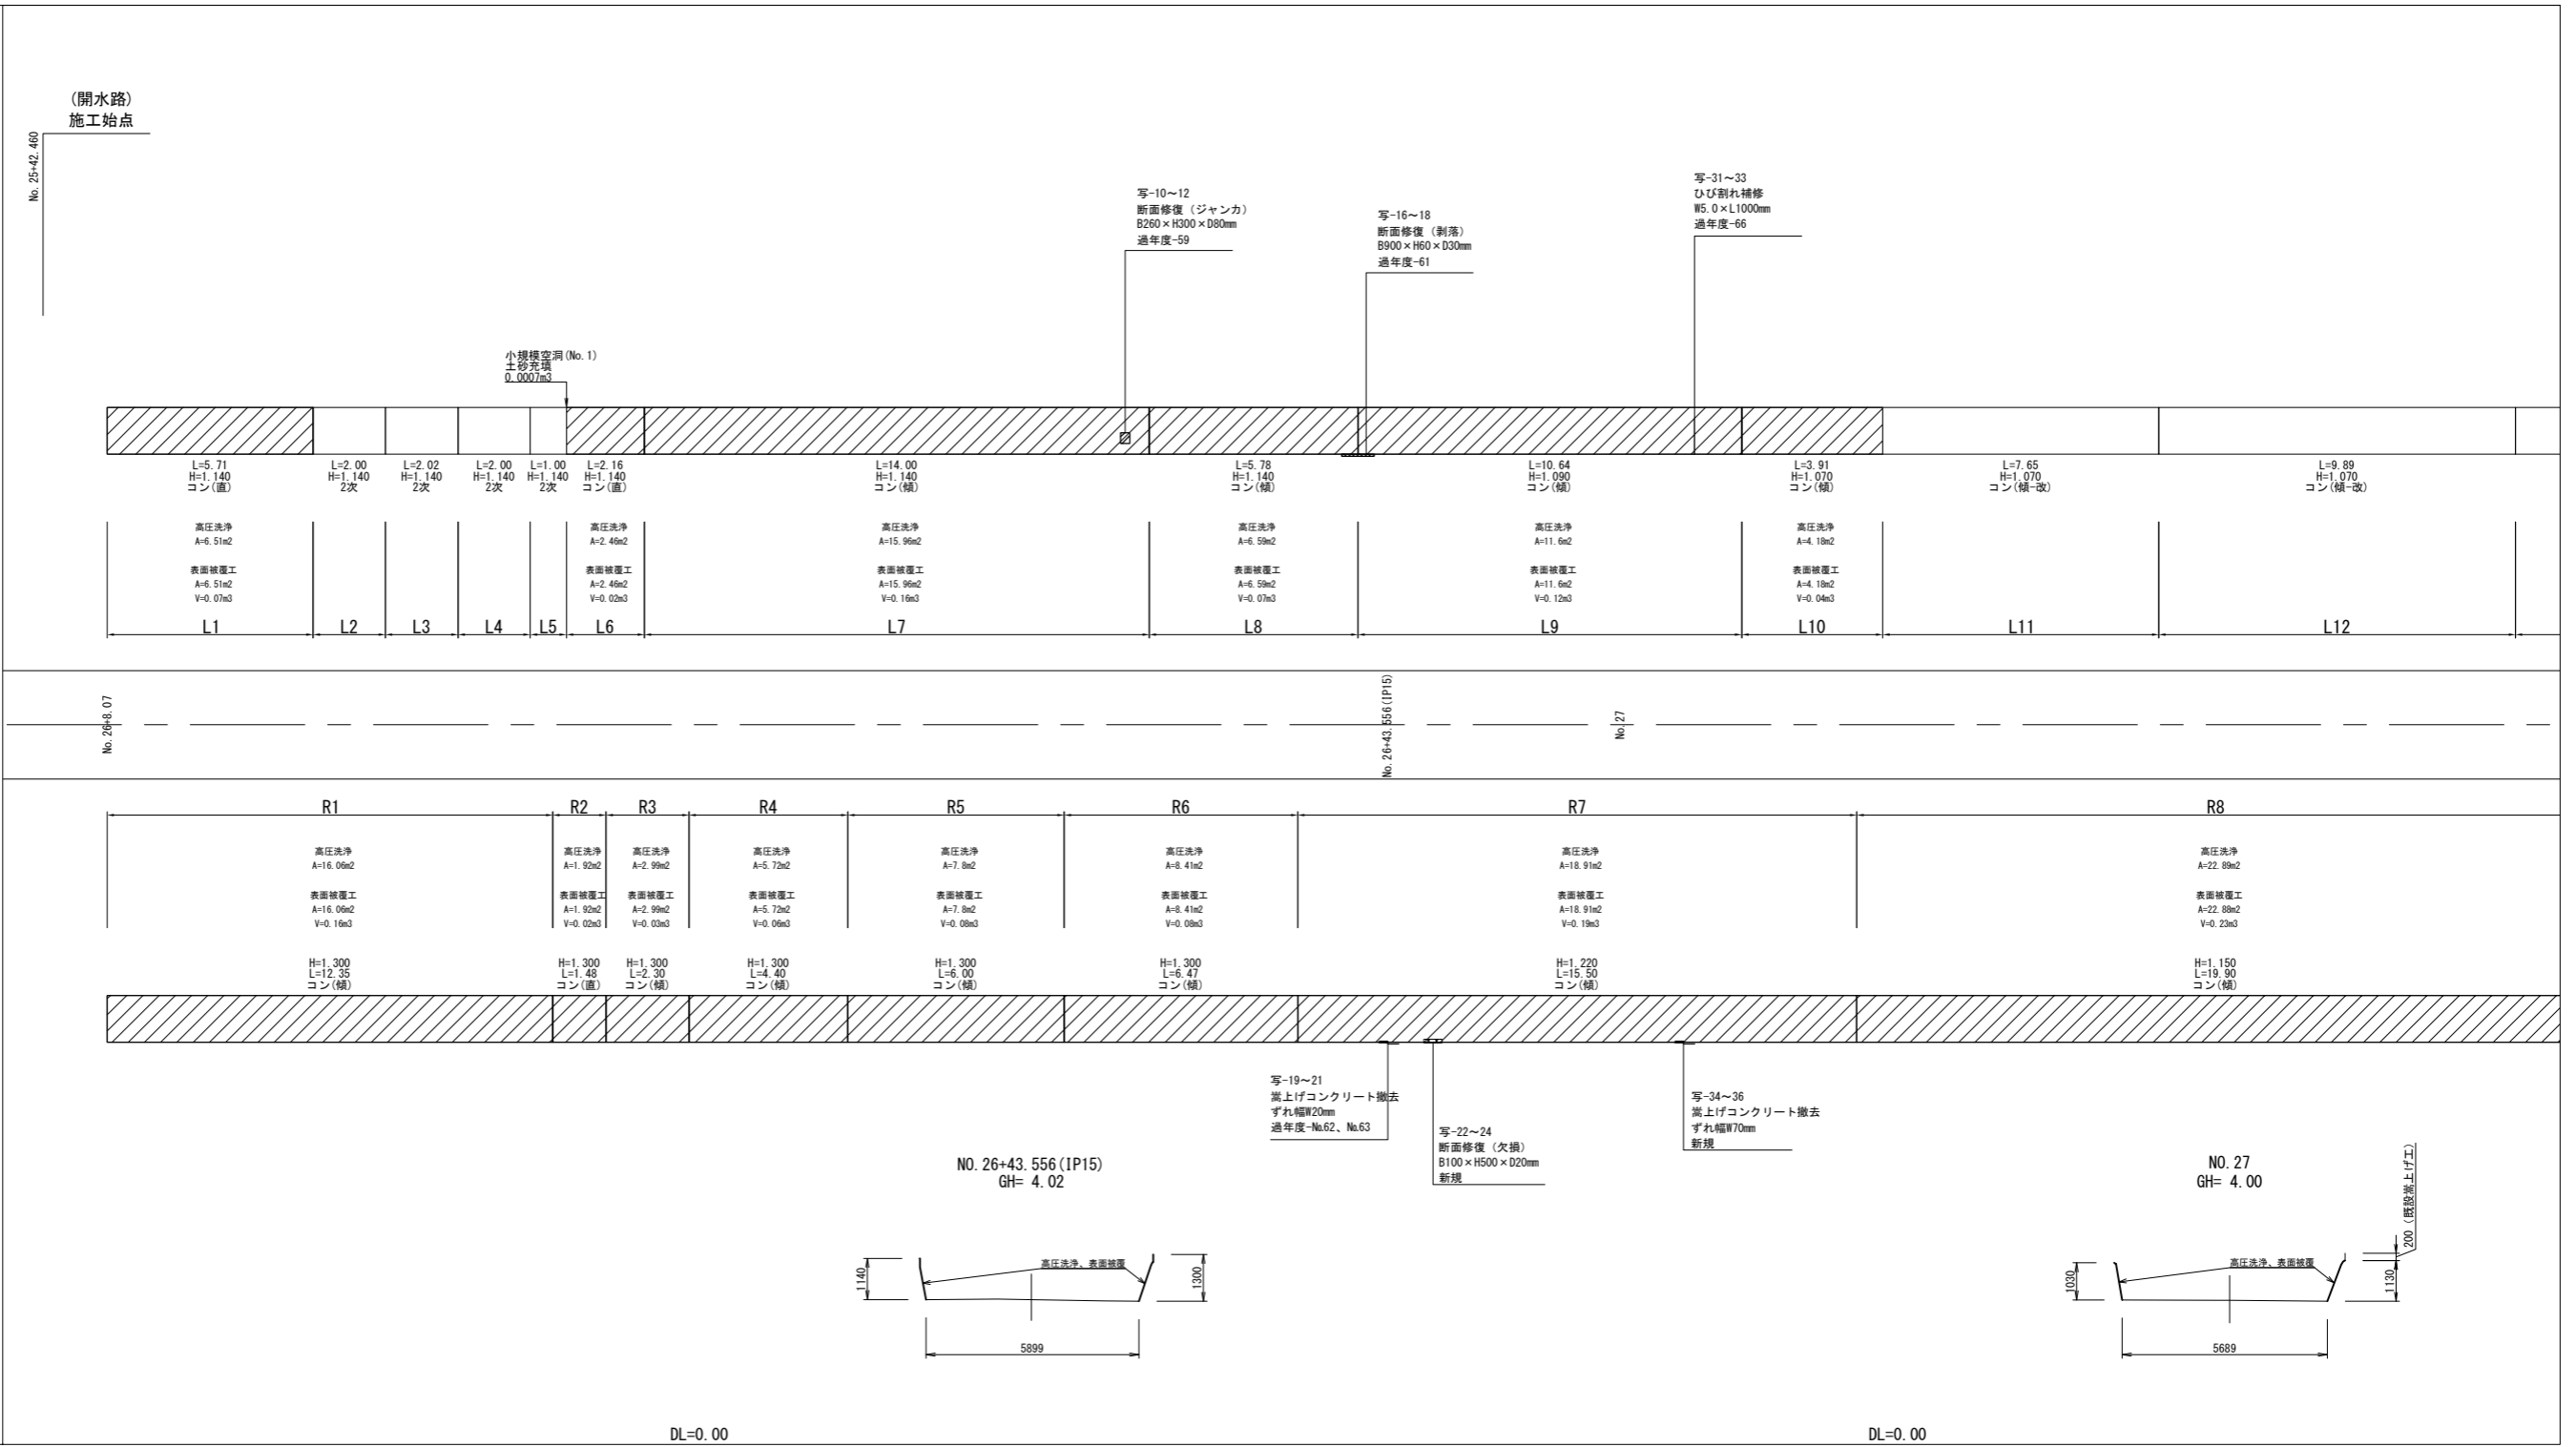 (開水路)
施工始点
No. 25+42.460
写-10～12
断面修復（ジャンカ）
B260×H300×D80mm
過年度-59
写-16～18
断面修復（剥落）
B900×H60×D30mm
過年度-61
写-31～33
ひび割れ補修
W5.0×L1000mm
過年度-66
小規模空洞(No.1)
土砂充填
0.0007m3
L=5.71
H=1.140
コン(直)
L=2.00
H=1.140
2次
L=2.02
H=1.140
2次
L=2.00
H=1.140
2次
L=1.00
H=1.140
2次
L=2.16
H=1.140
コン(直)
L=14.00
H=1.140
コン(傾)
L=5.78
H=1.140
コン(傾)
L=10.64
H=1.090
コン(傾)
L=3.91
H=1.070
コン(傾)
L=7.65
H=1.070
コン(傾-改)
L=9.89
H=1.070
コン(傾-改)
高圧洗浄
A=6.51m2
表面被覆工
A=6.51m2
V=0.07m3
高圧洗浄
A=2.46m2
表面被覆工
A=2.46m2
V=0.02m3
高圧洗浄
A=15.96m2
表面被覆工
A=15.96m2
V=0.16m3
高圧洗浄
A=6.59m2
表面被覆工
A=6.59m2
V=0.07m3
高圧洗浄
A=11.6m2
表面被覆工
A=11.6m2
V=0.12m3
高圧洗浄
A=4.18m2
表面被覆工
A=4.18m2
V=0.04m3
L1
L2
L3
L4
L5
L6
L7
L8
L9
L10
L11
L12
No. 26+8.07
No. 26+43.556(IP15)
No.27
R1
R2
R3
R4
R5
R6
R7
R8
高圧洗浄
A=16.06m2
表面被覆工
A=16.06m2
V=0.16m3
高圧洗浄
A=1.92m2
表面被覆工
A=1.92m2
V=0.02m3
高圧洗浄
A=2.99m2
表面被覆工
A=2.99m2
V=0.03m3
高圧洗浄
A=5.72m2
表面被覆工
A=5.72m2
V=0.06m3
高圧洗浄
A=7.8m2
表面被覆工
A=7.8m2
V=0.08m3
高圧洗浄
A=8.41m2
表面被覆工
A=8.41m2
V=0.08m3
高圧洗浄
A=18.91m2
表面被覆工
A=18.91m2
V=0.19m3
高圧洗浄
A=22.89m2
表面被覆工
A=22.88m2
V=0.23m3
H=1.300
L=12.35
コン(傾)
H=1.300
L=1.48
コン(直)
H=1.300
L=2.30
コン(傾)
H=1.300
L=4.40
コン(傾)
H=1.300
L=6.00
コン(傾)
H=1.300
L=6.47
コン(傾)
H=1.220
L=15.50
コン(傾)
H=1.150
L=19.90
コン(傾)
写-19～21
嵩上げコンクリート撤去
ずれ幅W20mm
過年度-№62、№63
写-22～24
断面修復（欠損）
B100×H500×D20mm
新規
写-34～36
嵩上げコンクリート撤去
ずれ幅W70mm
新規
NO.26+43.556(IP15)
GH= 4.02
高圧洗浄、表面被覆
1140
1300
5899
DL=0.00
NO.27
GH= 4.00
高圧洗浄、表面被覆
1030
1130
200（既設嵩上げ工）
5689
DL=0.00